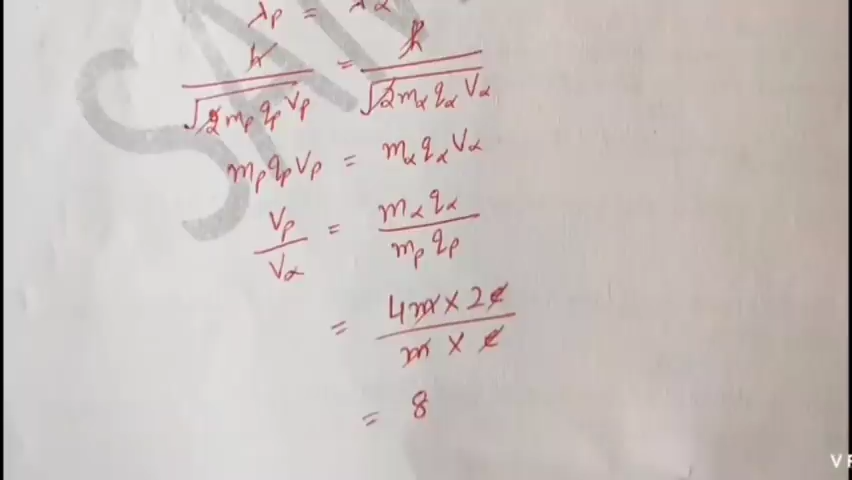 λp = λα
h/√2mp qp Vp = h/√2mα qα Vα
mp qp Vp = mα qα Vα
Vp/Vα = mα qα/mp qp
= 4m × 2e/m × e
= 8